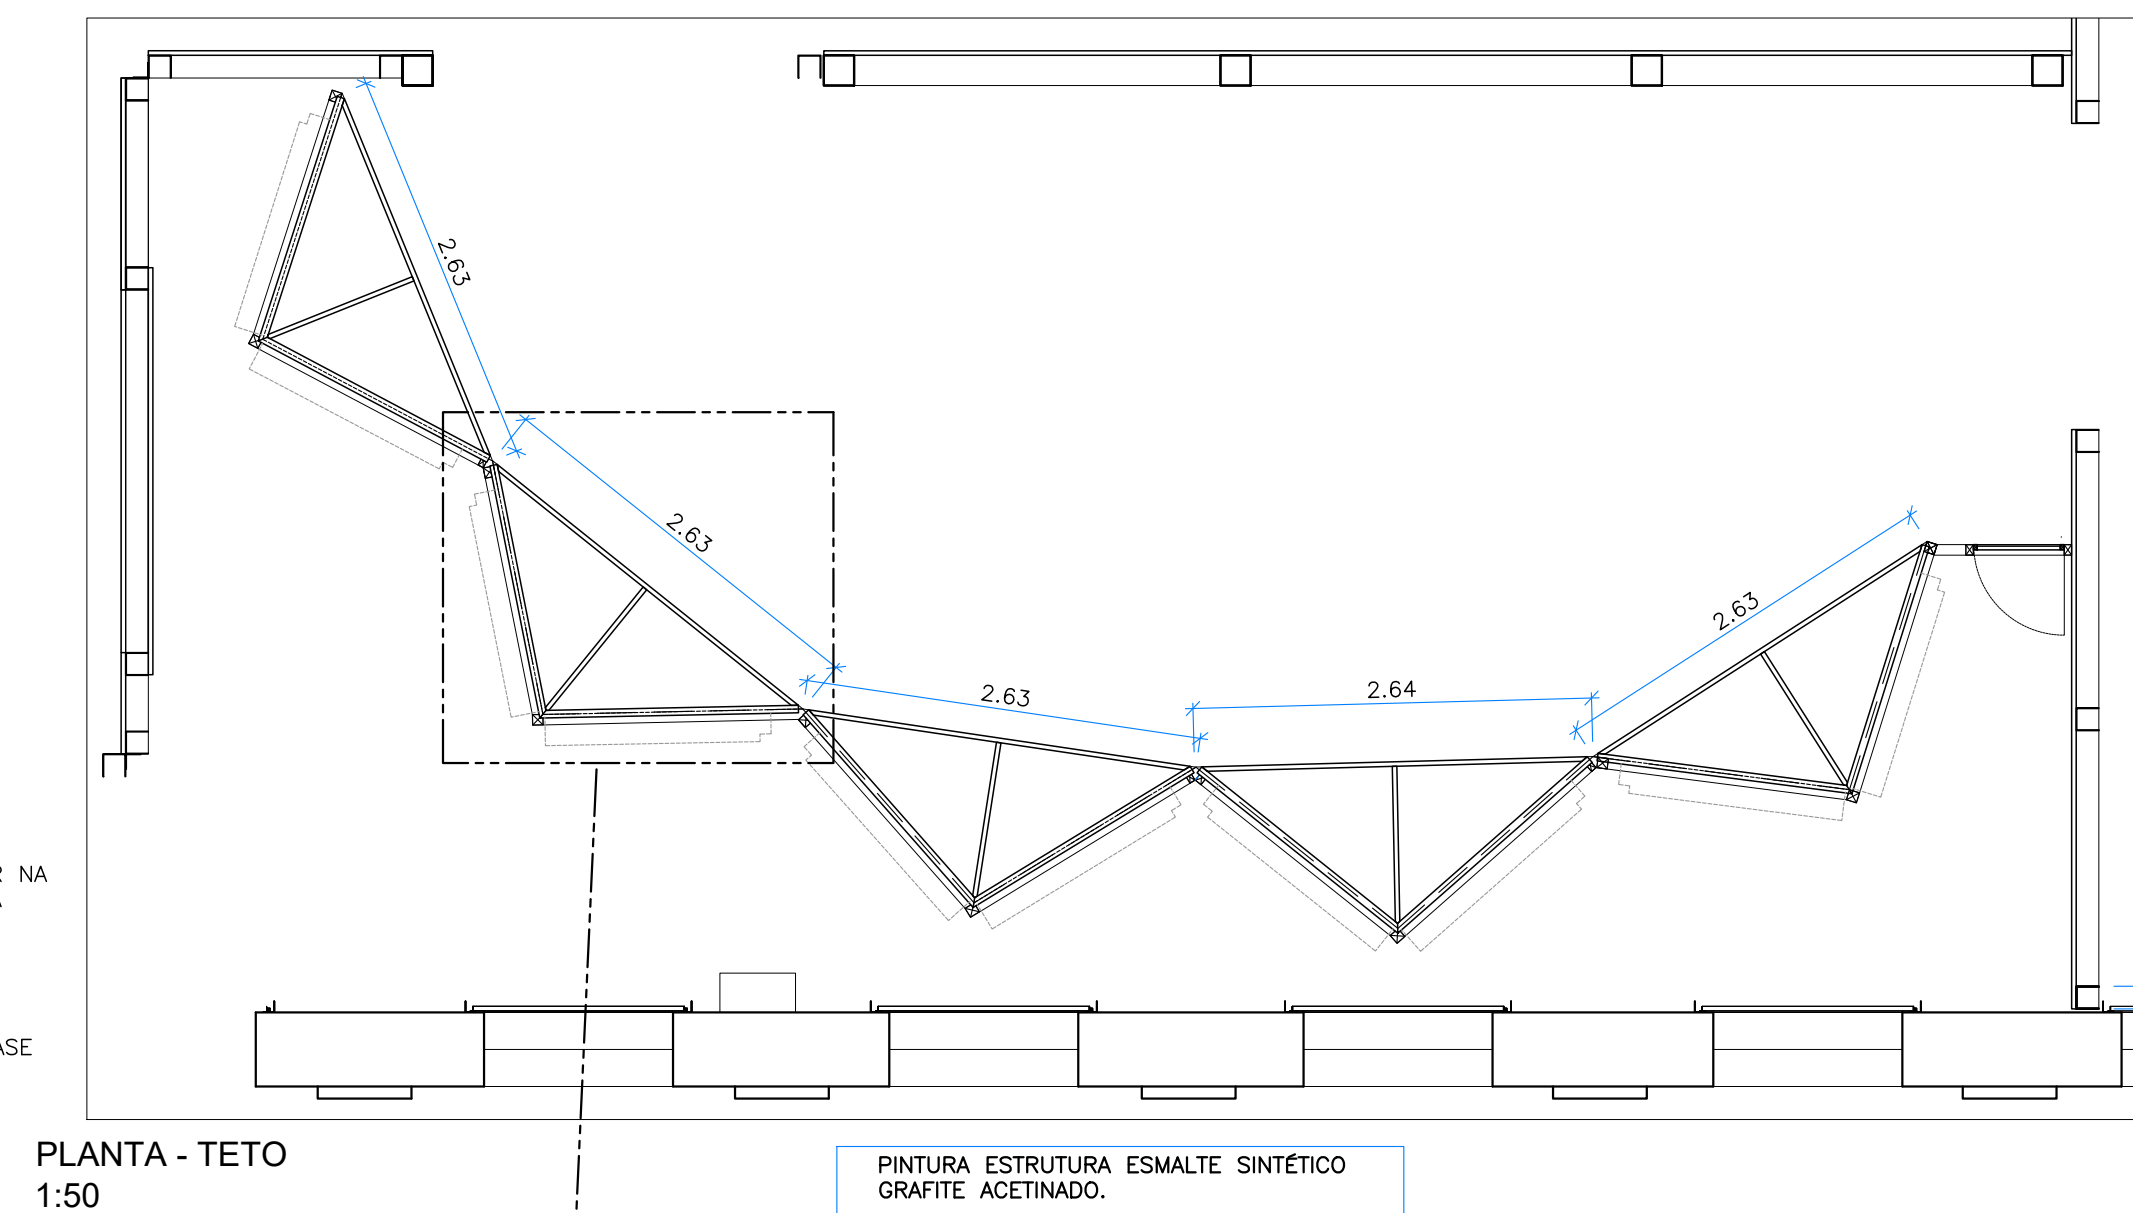 2.63
2.63
2.63
2.64
2.63
NA
ASE
PLANTA - TETO
1:50
PINTURA ESTRUTURA ESMALTE SINTÉTICO
GRAFITE ACETINADO.